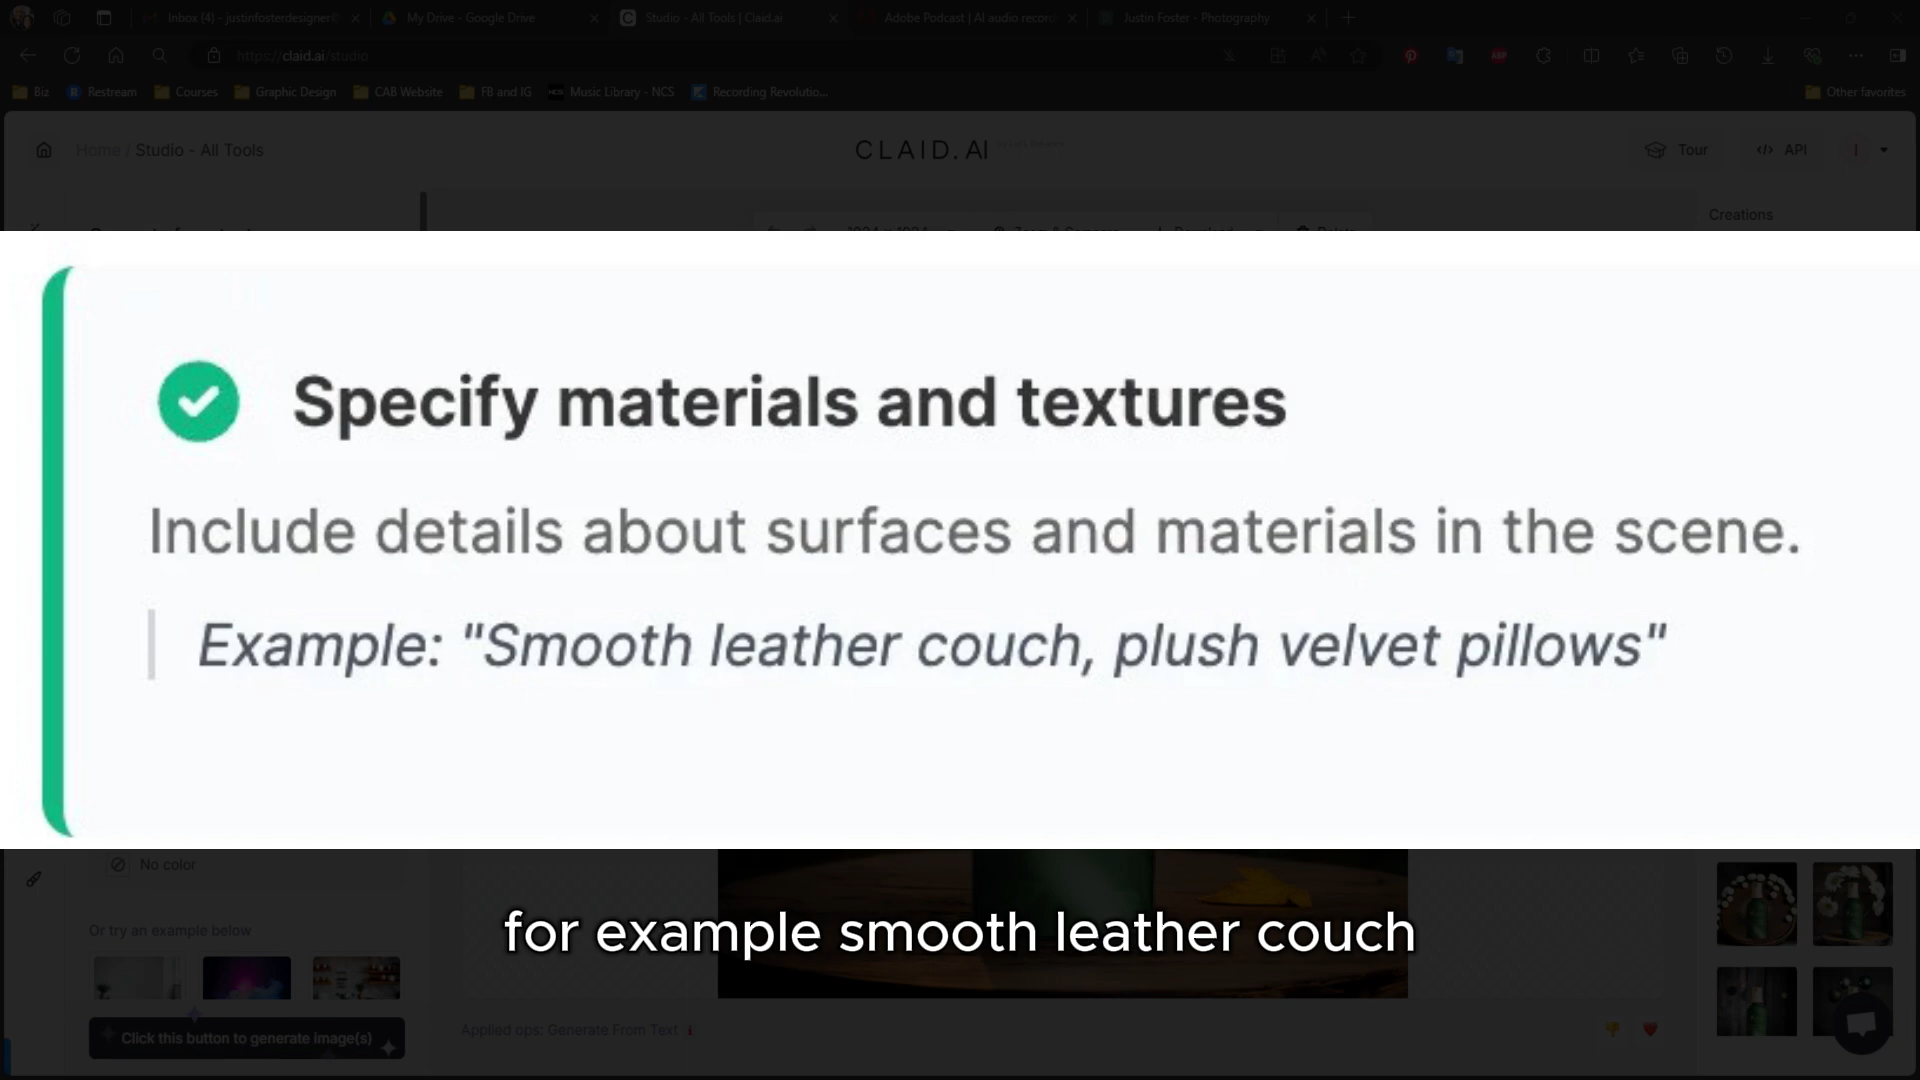 Inbox (4) - justinfosterdesigner@
My Drive - Google Drive
Studio - All Tools | Claid.ai
Adobe Podcast | AI audio record
Justin Foster - Photography
https://claid.ai/studio
Biz
Restream
Courses
Graphic Design
CAB Website
FB and IG
Music Library - NCS
Recording Revolutio...
Other favorites
Home / Studio - All Tools
CLAID.AI
Tour
API
Creations
Specify materials and textures
Include details about surfaces and materials in the scene.
Example: "Smooth leather couch, plush velvet pillows"
No color
for example smooth leather couch
Or try an example below
Click this button to generate image(s)
Applied ops: Generate From Text